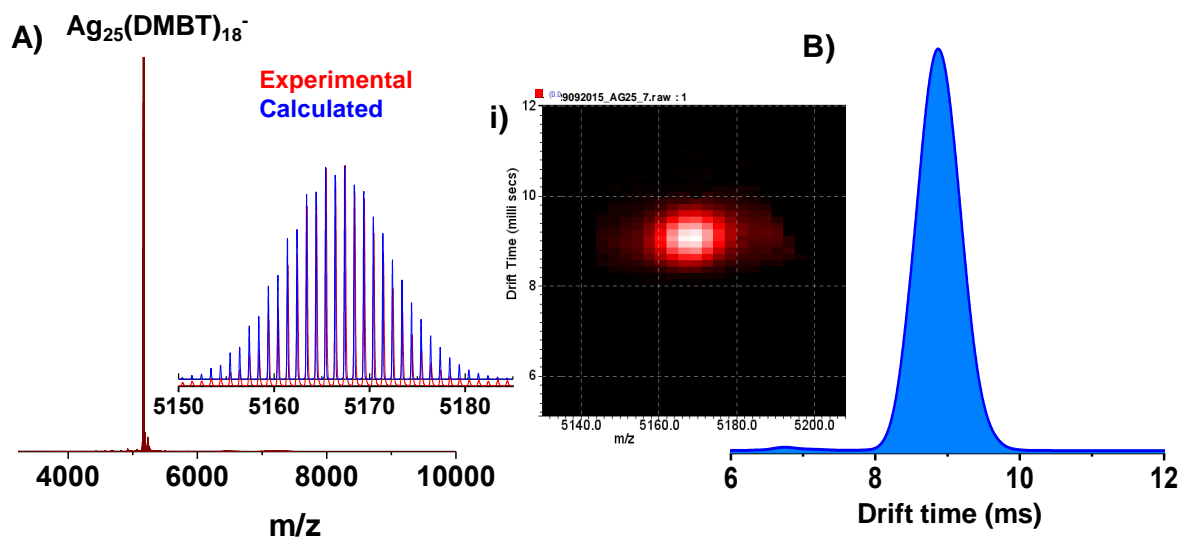 A)
Ag₂₅(DMBT)₁₈⁻
Experimental
Calculated
5150 5160 5170 5180
4000 6000 8000 10000
m/z
i)
9092015_AG25_7.raw : 1
12
10
8
6
Drift Time (milli secs)
5140.0 5160.0 5180.0 5200.0
m/z
B)
6 8 10 12
Drift time (ms)